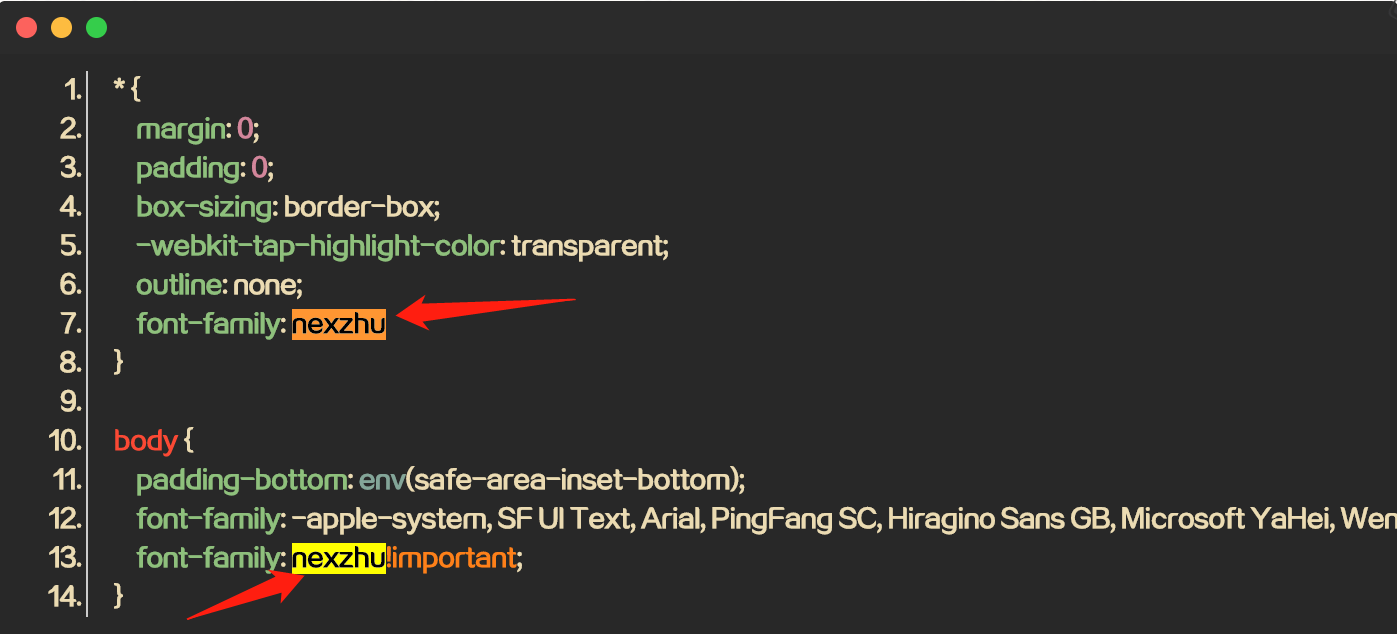 1. * {
2. margin: 0;
3. padding: 0;
4. box-sizing: border-box;
5. -webkit-tap-highlight-color: transparent;
6. outline: none;
7. font-family: nexzhu
8. }
9.
10. body {
11. padding-bottom: env(safe-area-inset-bottom);
12. font-family: -apple-system, SF UI Text, Arial, PingFang SC, Hiragino Sans GB, Microsoft YaHei, Wen
13. font-family: nexzhu!important;
14. }